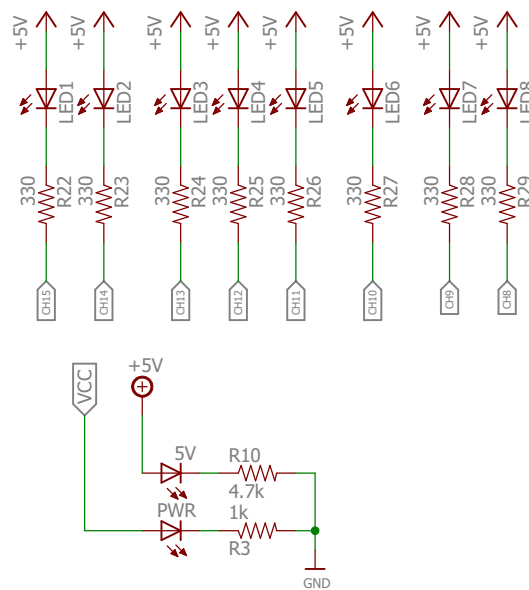 +5V +5V +5V +5V +5V +5V +5V +5V
LED1 LED2 LED3 LED4 LED5 LED6 LED7 LED8
330 R22 330 R23 330 R24 330 R25 330 R26 330 R27 330 R28 330 R29
CH15 CH14 CH13 CH12 CH11 CH10 CH9 CH8
VCC
+5V
5V
R10
4.7k
PWR
1k
R3
GND